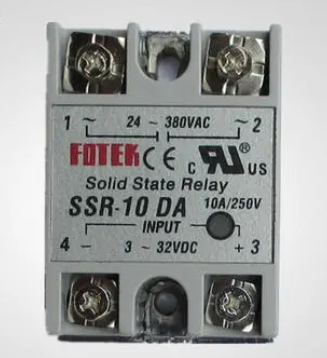 1 ~ 24 ~ 380VAC ~ 2
FOTEK CE C RU US
Solid State Relay
SSR-10 DA 10A/250V
INPUT
4 - 3 ~ 32VDC + 3